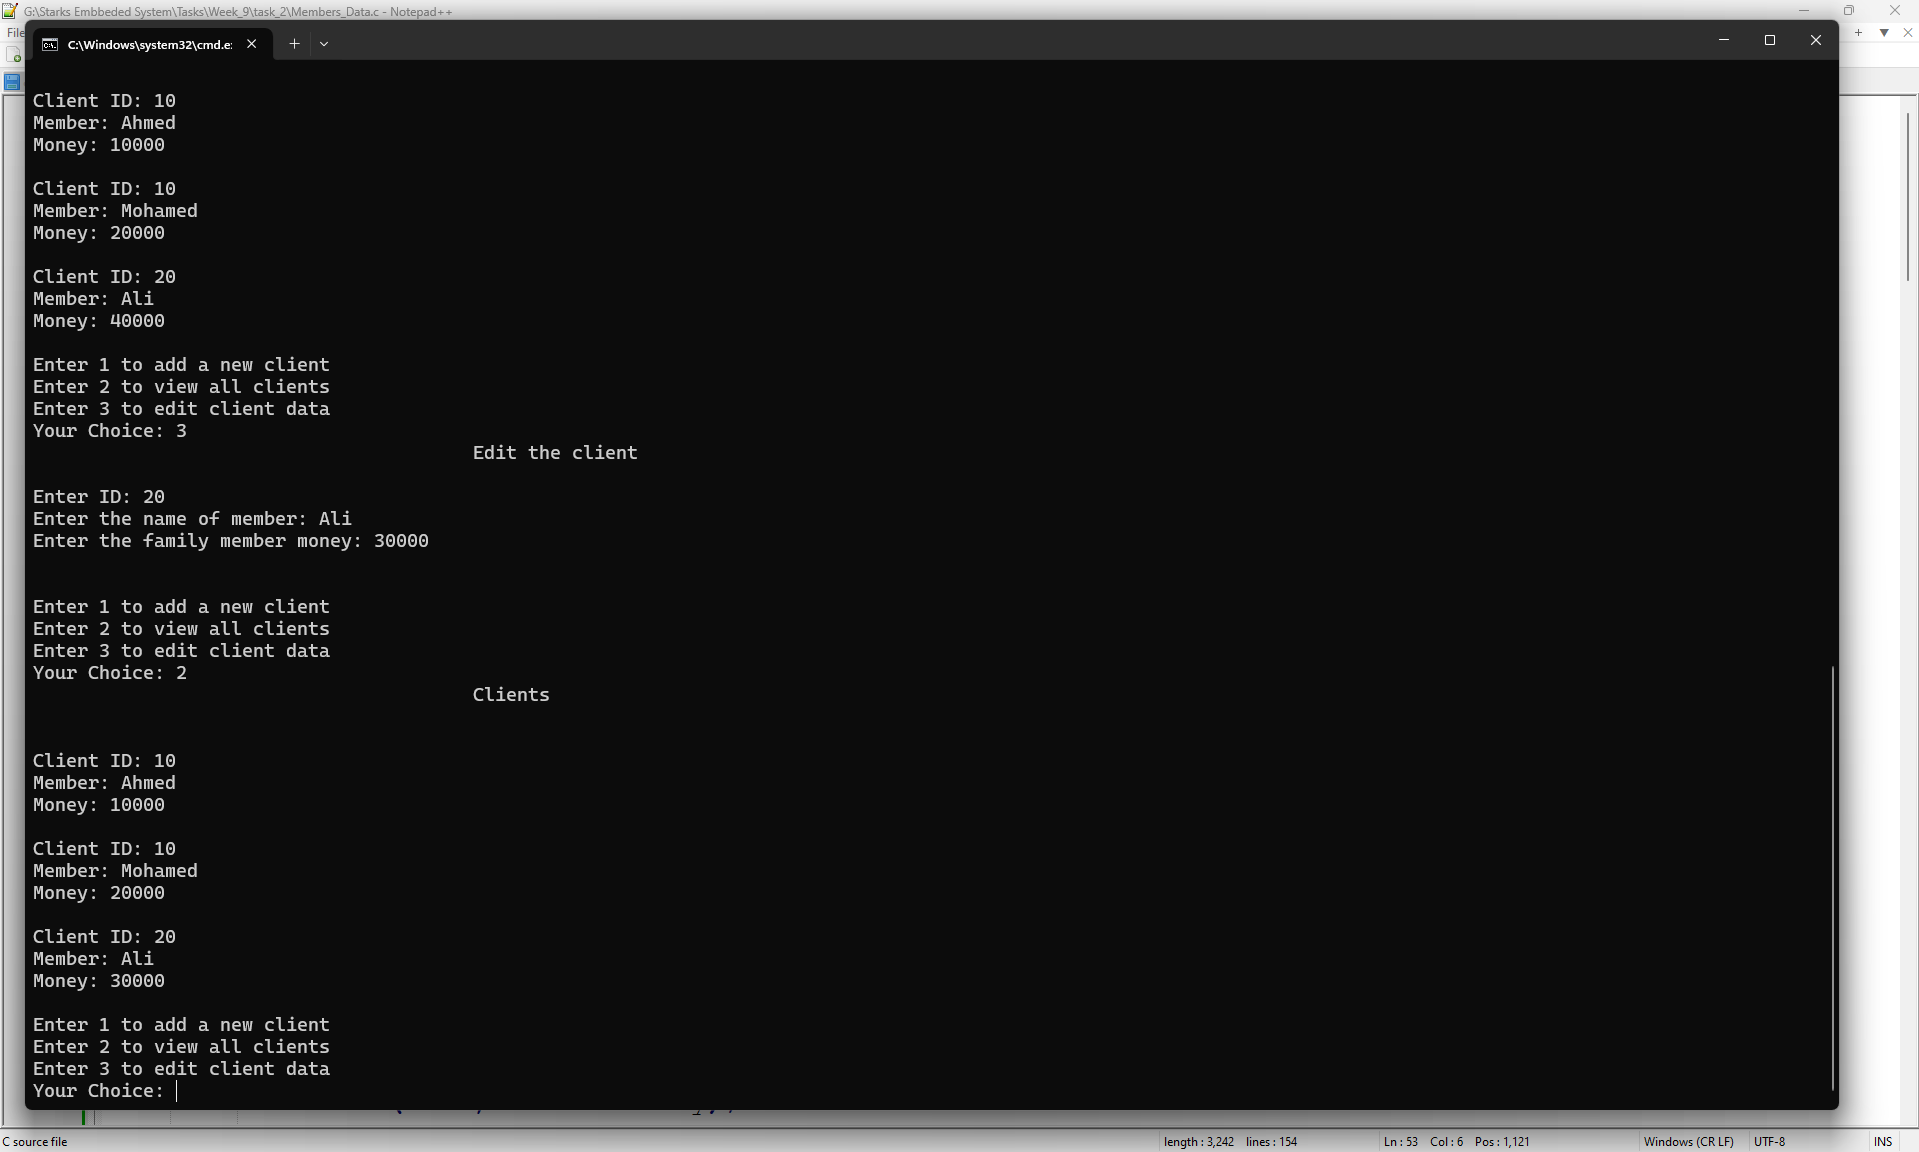 G:\Starks Embbeded System\Tasks\Week_9\task_2\Members_Data.c - Notepad++
File
C:\Windows\system32\cmd.e:
Client ID: 10
Member: Ahmed
Money: 10000
Client ID: 10
Member: Mohamed
Money: 20000
Client ID: 20
Member: Ali
Money: 40000
Enter 1 to add a new client
Enter 2 to view all clients
Enter 3 to edit client data
Your Choice: 3
Edit the client
Enter ID: 20
Enter the name of member: Ali
Enter the family member money: 30000
Enter 1 to add a new client
Enter 2 to view all clients
Enter 3 to edit client data
Your Choice: 2
Clients
Client ID: 10
Member: Ahmed
Money: 10000
Client ID: 10
Member: Mohamed
Money: 20000
Client ID: 20
Member: Ali
Money: 30000
Enter 1 to add a new client
Enter 2 to view all clients
Enter 3 to edit client data
Your Choice:
C source file length : 3,242 lines : 154 Ln : 53 Col : 6 Pos : 1,121 Windows (CR LF) UTF-8 INS